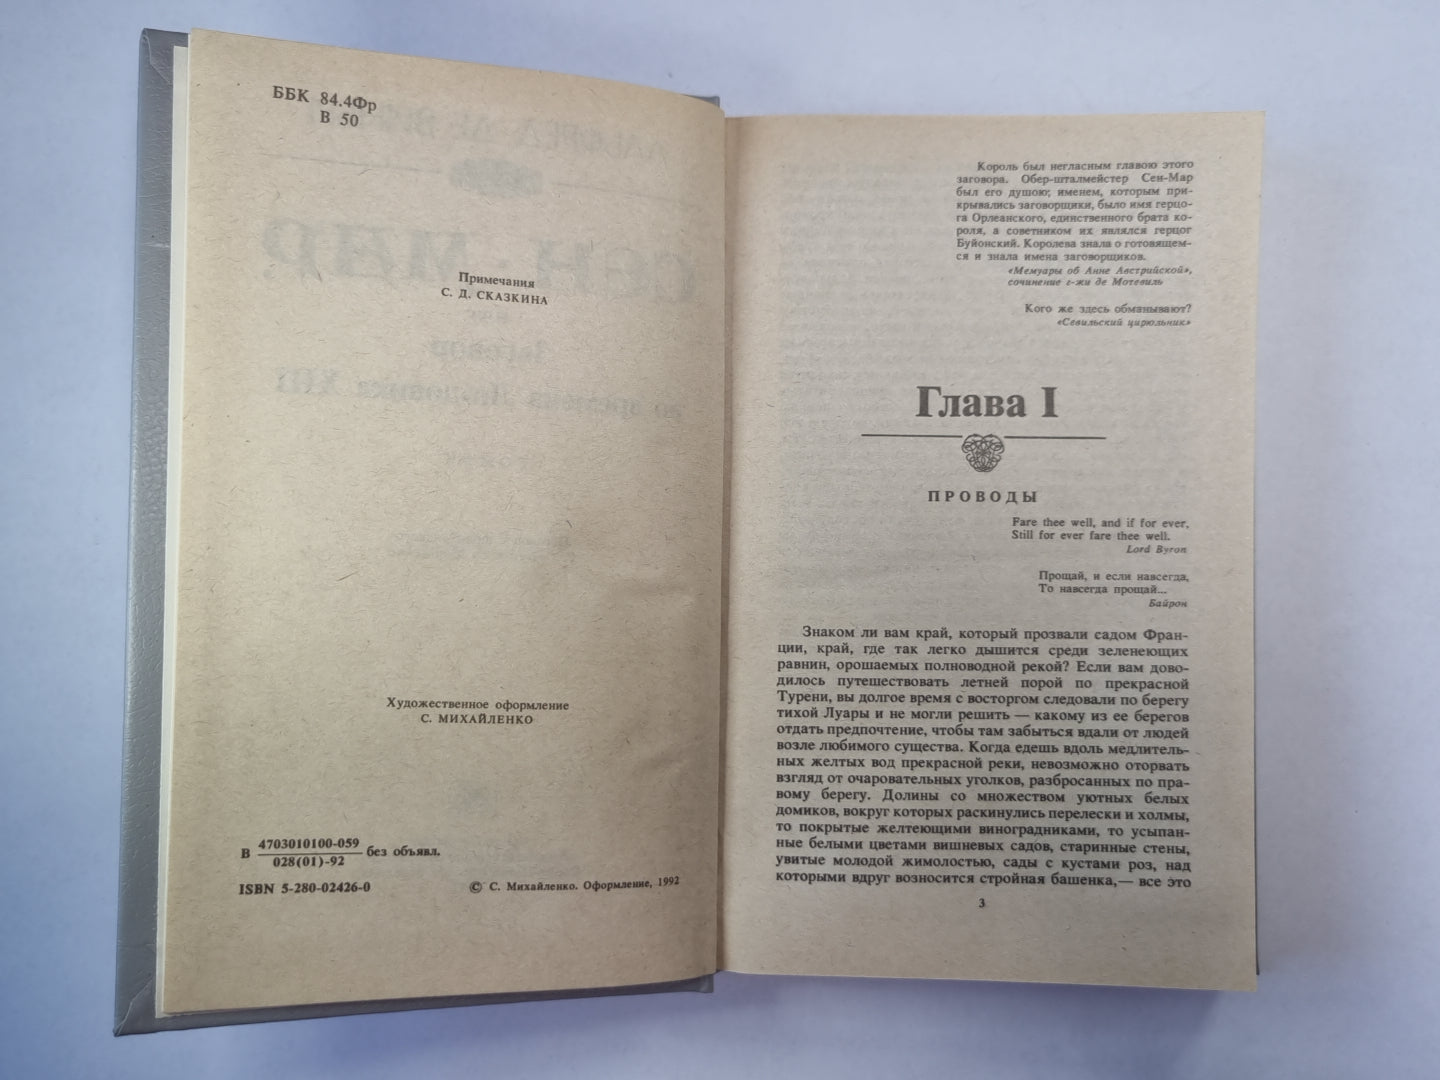 ББК 84.4Фр
В 50
Примечания
С. Д. СКАЗКИНА
Художественное оформление
С. МИХАЙЛЕНКО
В 4703010100-059
028(01)-92
без объявл.
ISBN 5-280-02426-0
© С. Михайленко. Оформление, 1992
Король был негласным главою этого
заговора. Обер-шталмейстер Сен-Мар
был его душою; именем, которым при-
крывались заговорщики, было имя герцо-
га Орлеанского, единственного брата ко-
роля, а советником их являлся герцог
Буйонский. Королева знала о готовящем-
ся и знала имена заговорщиков.
«Мемуары об Анне Австрийской»,
сочинение г-жи де Мотевиль
Кого же здесь обманывают?
«Севильский цирюльник»
Глава I
ПРОВОДЫ
Fare thee well, and if for ever,
Still for ever fare thee well.
Lord Byron
Прощай, и если навсегда,
То навсегда прощай...
Байрон
Знаком ли вам край, который прозвали садом Фран-
ции, край, где так легко дышится среди зеленеющих
равнин, орошаемых полноводной рекой? Если вам дово-
дилось путешествовать летней порой по прекрасной
Турени, вы долгое время с восторгом следовали по берегу
тихой Луары и не могли решить — какому из ее берегов
отдать предпочтение, чтобы там забыться вдали от людей
возле любимого существа. Когда едешь вдоль медлитель-
ных желтых вод прекрасной реки, невозможно оторвать
взгляд от очаровательных уголков, разбросанных по пра-
вому берегу. Долины со множеством уютных белых
домиков, вокруг которых раскинулись перелески и холмы,
то покрытые желтеющими виноградниками, то усыпан-
ные белыми цветами вишневых садов, старинные стены,
увитые молодой жимолостью, сады с кустами роз, над
которыми вдруг возносится стройная башенка,— все это
3